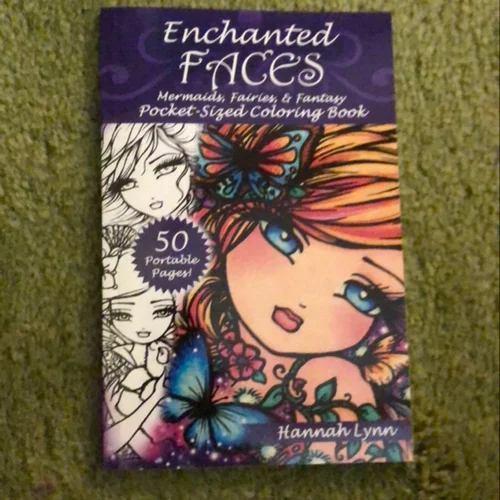 Enchanted
FACES
Mermaids, Fairies, & Fantasy
Pocket-Sized Coloring Book
50
Portable
Pages!
Hannah Lynn